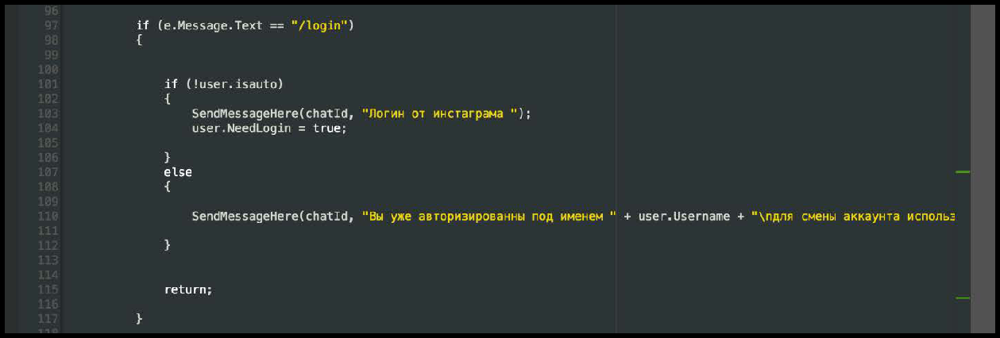 96
97 if (e.Message.Text == "/login")
98 {
99
100
101 if (!user.isauto)
102 {
103 SendMessageHere(chatId, "Логин от инстаграма ");
104 user.NeedLogin = true;
105
106 }
107 else
108 {
109
110 SendMessageHere(chatId, "Вы уже авторизированны под именем " + user.Username + "\nдля смены аккаунта использ
111
112 }
113
114
115 return;
116
117 }
118